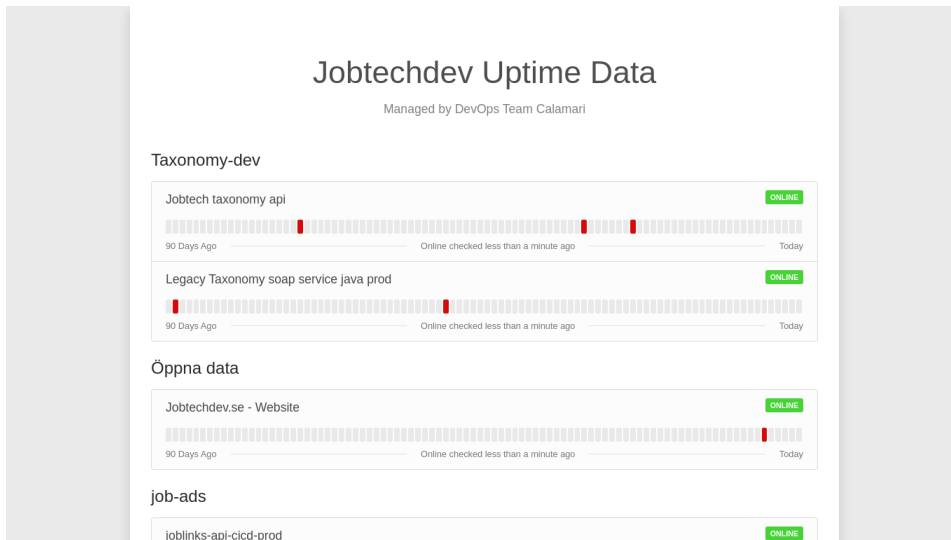 Jobtechdev Uptime Data
Managed by DevOps Team Calamari
Taxonomy-dev
Jobtech taxonomy api
ONLINE
90 Days Ago
Online checked less than a minute ago
Today
Legacy Taxonomy soap service java prod
ONLINE
90 Days Ago
Online checked less than a minute ago
Today
Öppna data
Jobtechdev.se - Website
ONLINE
90 Days Ago
Online checked less than a minute ago
Today
job-ads
joblinks-api-cicd-prod
ONLINE